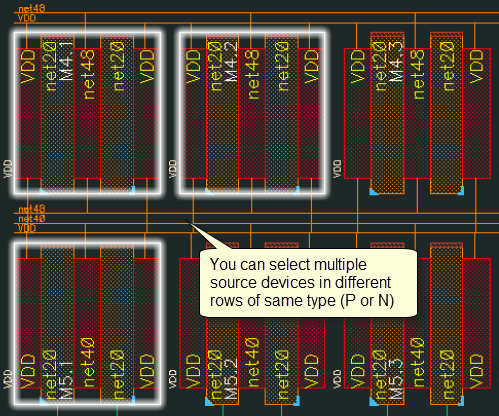 net48
VDD
VDD net20 M4.1 net48 net20 VDD
VDD net20 M4.2 net48 net20 VDD
VDD net20 M4.3 net48 net20 VDD
VDD
VDD
VDD
net48
net40
You can select multiple
source devices in different
rows of same type (P or N)
VDD net20 M5.1 net40 net20 VDD
VDD net20 M5.2 net40 net20 VDD
VDD net20 M5.3 net40 net20 VDD
VDD
VDD
VDD